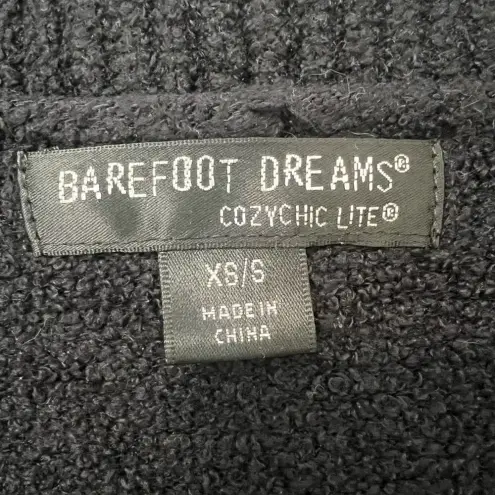 BAREFOOT DREAMS®
COZYCHIC LITE®
XS/S
MADE IN
CHINA